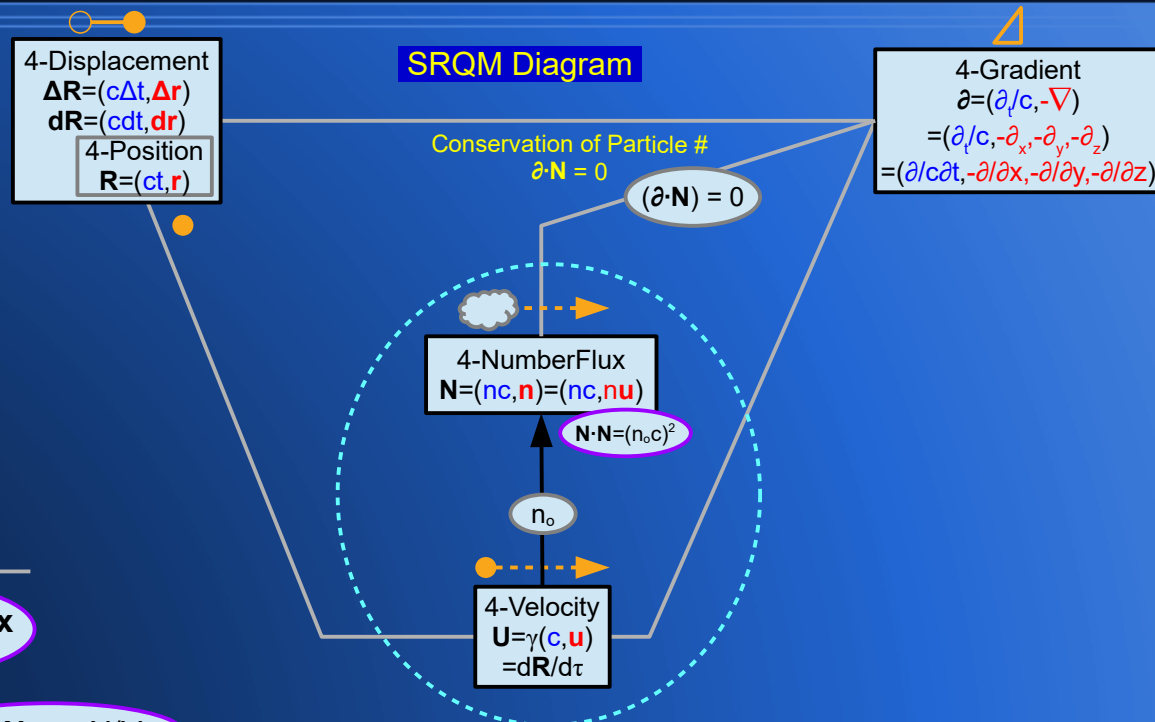 SRQM Diagram
4-Displacement
ΔR=(cΔt,Δr)
dR=(cdt,dr)
4-Position
R=(ct,r)
4-Gradient
∂=(∂ₜ/c,-∇)
=(∂ₜ/c,-∂ₓ,-∂ᵧ,-∂z)
=(∂/c∂t,-∂/∂x,-∂/∂y,-∂/∂z)
Conservation of Particle #
∂·N = 0
(∂·N) = 0
4-NumberFlux
N=(nc,n)=(nc,nu)
N·N=(nₒc)²
nₒ
4-Velocity
U=γ(c,u)
=dR/dτ
x